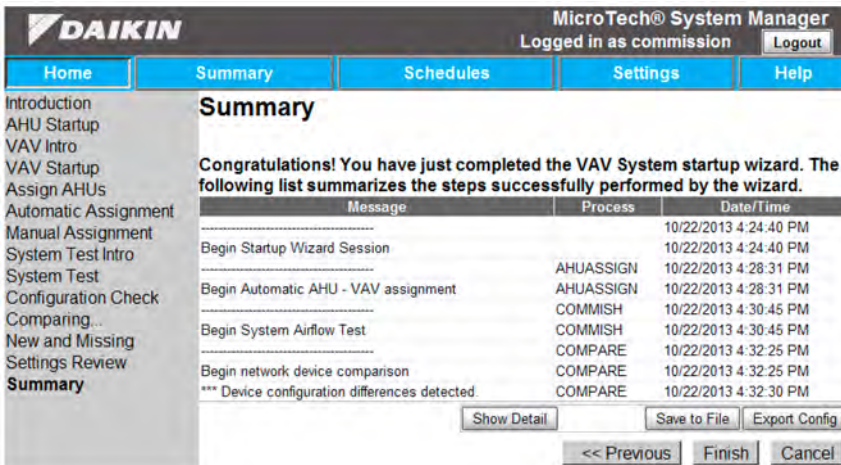 DAIKIN
MicroTech® System Manager
Logged in as commission Logout
Home Summary Schedules Settings Help
Introduction
AHU Startup
VAV Intro
VAV Startup
Assign AHUs
Automatic Assignment
Manual Assignment
System Test Intro
System Test
Configuration Check
Comparing...
New and Missing
Settings Review
Summary
Summary
Congratulations! You have just completed the VAV System startup wizard. The
following list summarizes the steps successfully performed by the wizard.
Message Process Date/Time
---------------------------------------- 10/22/2013 4:24:40 PM
Begin Startup Wizard Session 10/22/2013 4:24:40 PM
---------------------------------------- AHUASSIGN 10/22/2013 4:28:31 PM
Begin Automatic AHU - VAV assignment AHUASSIGN 10/22/2013 4:28:31 PM
---------------------------------------- COMMISH 10/22/2013 4:30:45 PM
Begin System Airflow Test COMMISH 10/22/2013 4:30:45 PM
---------------------------------------- COMPARE 10/22/2013 4:32:25 PM
Begin network device comparison COMPARE 10/22/2013 4:32:25 PM
*** Device configuration differences detected COMPARE 10/22/2013 4:32:30 PM
Show Detail Save to File Export Config
<< Previous Finish Cancel